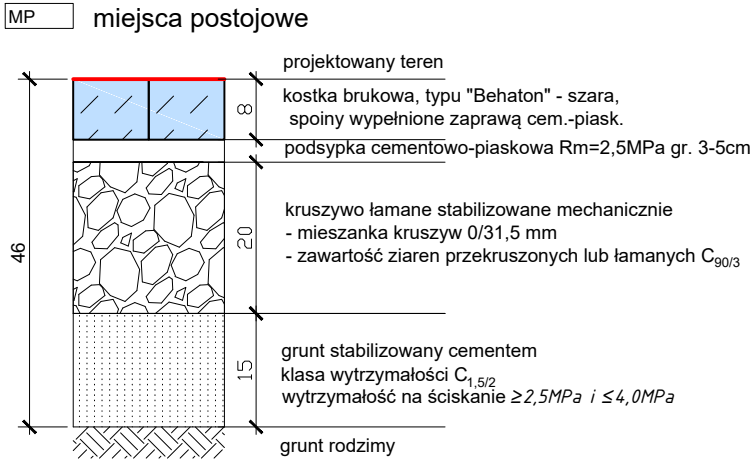 MP miejsca postojowe
projektowany teren
kostka brukowa, typu "Behaton" - szara,
spoiny wypełnione zaprawą cem.-piask.
8
podsypka cementowo-piaskowa Rm=2,5MPa gr. 3-5cm
kruszywo łamane stabilizowane mechanicznie
- mieszanka kruszyw 0/31,5 mm
- zawartość ziaren przekruszonych lub łamanych C90/3
20
46
grunt stabilizowany cementem
klasa wytrzymałości C1,5/2
wytrzymałość na ściskanie ≥2,5MPa i ≤4,0MPa
15
grunt rodzimy